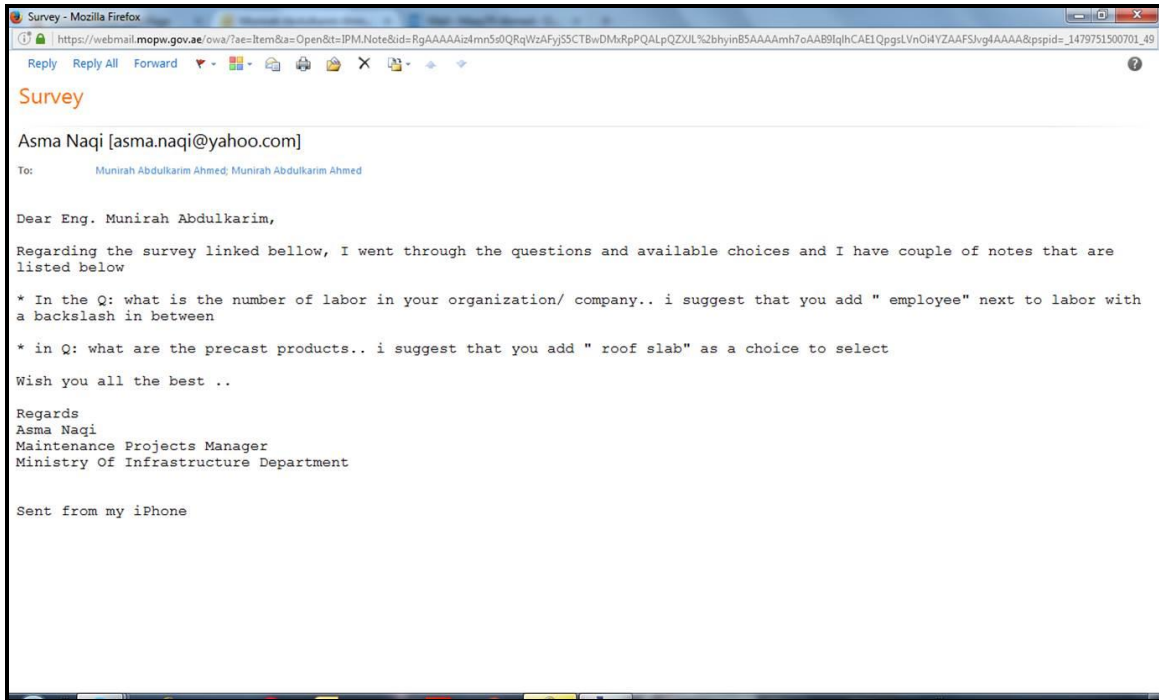 Survey - Mozilla Firefox
https://webmail.mopw.gov.ae/owa/?ae=Item&a=Open&t=IPM.Note&id=RgAAAAAiz4mn5s0QRqWzAFyjS5CTBwDMxRpPQALpQZXJL%2bhyinB5AAAAmh7oAAB9IqlhCAE1QpgsLVnOi4YZAAFSJvg4AAAA&pspid=_1479751500701_49
Reply Reply All Forward
Survey
Asma Naqi [asma.naqi@yahoo.com]
To: Munirah Abdulkarim Ahmed; Munirah Abdulkarim Ahmed
Dear Eng. Munirah Abdulkarim,
Regarding the survey linked bellow, I went through the questions and available choices and I have couple of notes that are
listed below
* In the Q: what is the number of labor in your organization/ company.. i suggest that you add " employee" next to labor with
a backslash in between
* in Q: what are the precast products.. i suggest that you add " roof slab" as a choice to select
Wish you all the best ..
Regards
Asma Naqi
Maintenance Projects Manager
Ministry Of Infrastructure Department
Sent from my iPhone